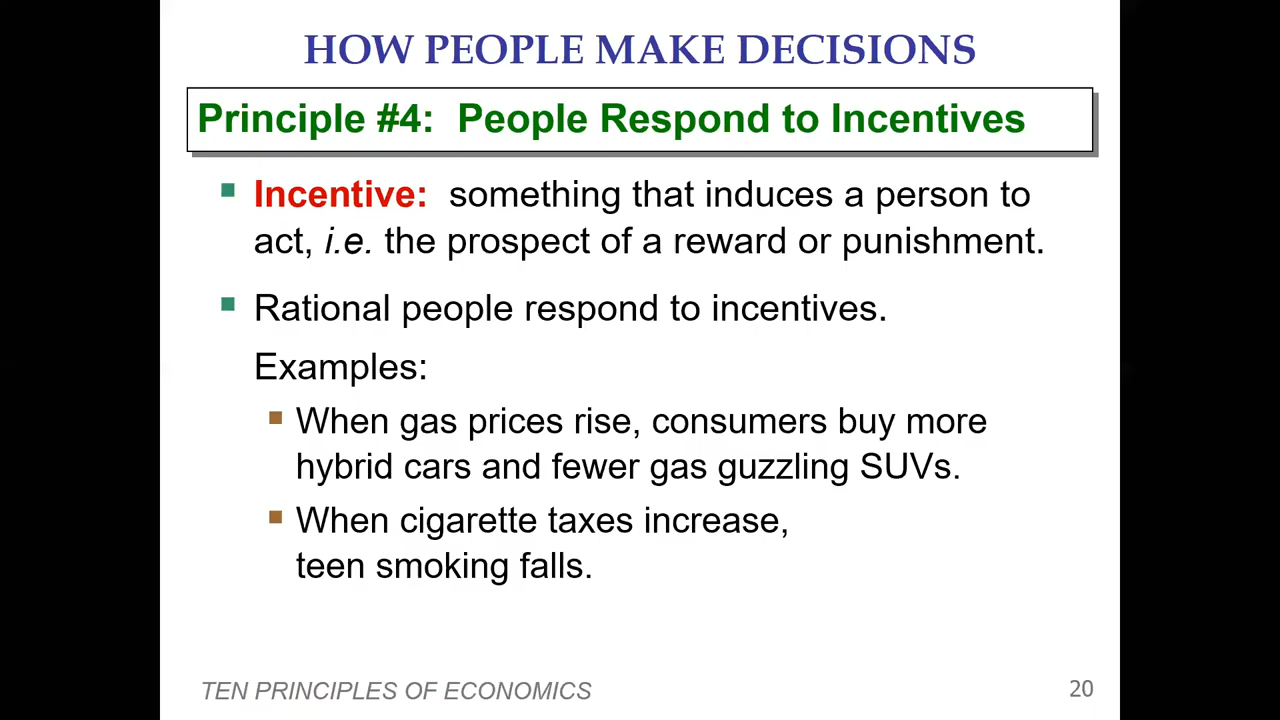 HOW PEOPLE MAKE DECISIONS
Principle #4: People Respond to Incentives
Incentive: something that induces a person to
act, i.e. the prospect of a reward or punishment.
Rational people respond to incentives.
Examples:
When gas prices rise, consumers buy more
hybrid cars and fewer gas guzzling SUVs.
When cigarette taxes increase,
teen smoking falls.
TEN PRINCIPLES OF ECONOMICS
20